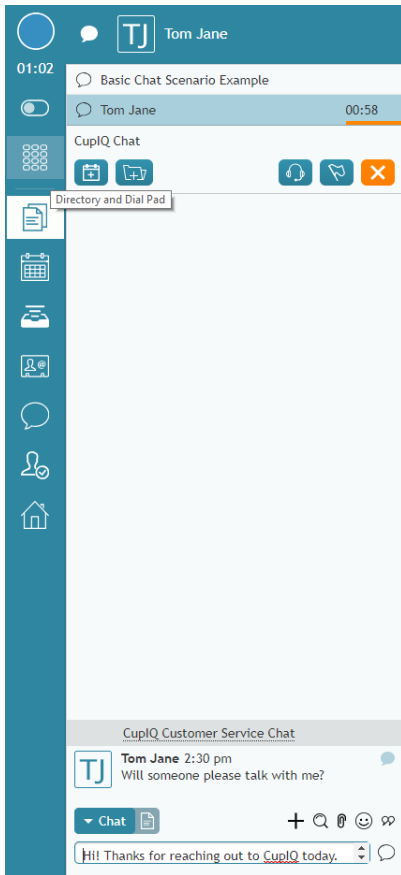 TJ Tom Jane
01:02
Basic Chat Scenario Example
Tom Jane 00:58
CupIQ Chat
Directory and Dial Pad
CupIQ Customer Service Chat
TJ
Tom Jane 2:30 pm
Will someone please talk with me?
Chat
Hi! Thanks for reaching out to CupIQ today.